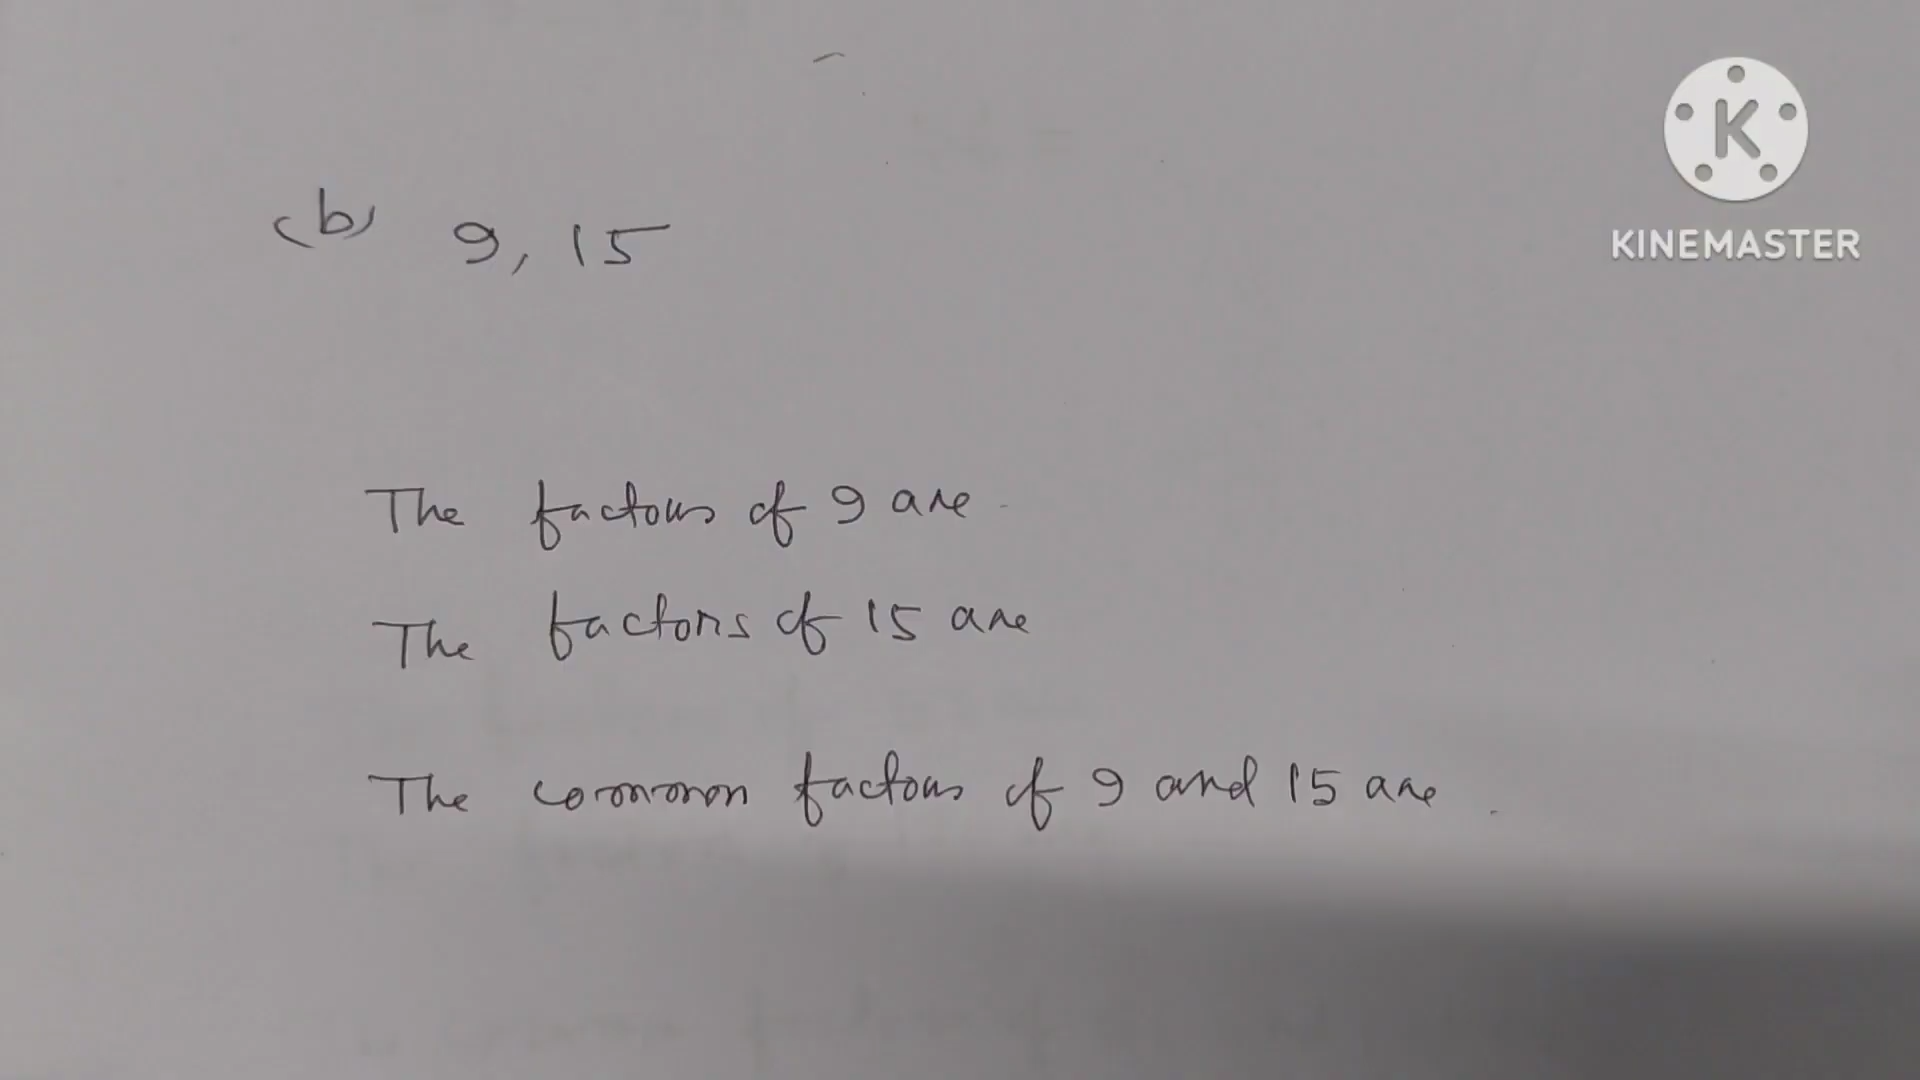 (b) 9, 15
K
KINEMASTER
The factors of 9 are
The factors of 15 are
The common factors of 9 and 15 are